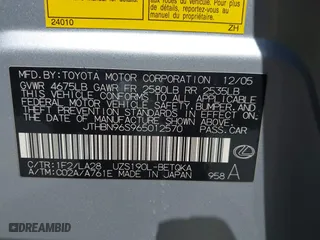 24010
ZH
MFD. BY: TOYOTA MOTOR CORPORATION 12/05
GVWR 4675LB GAWR FR 2580LB RR 2535LB
THIS VEHICLE CONFORMS TO ALL APPLICABLE
FEDERAL MOTOR VEHICLE SAFETY, BUMPER, AND
THEFT PREVENTION STANDARDS IN EFFECT ON
THE DATE OF MANUFACTURE SHOWN ABOVE.
JTHBN96S965012570 PASS.CAR
C/TR: 1F2/LA28 UZS190L-BETQKA
A/TM: C02A/A761E MADE IN JAPAN 958 A